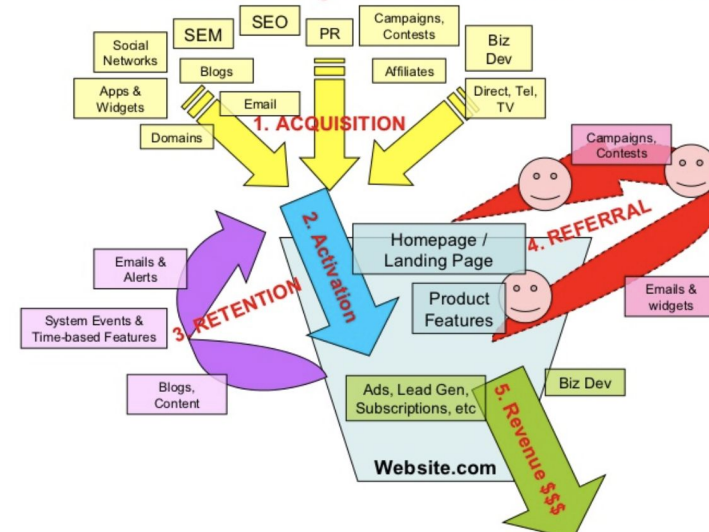 SEO
Campaigns,
Contests
SEM
PR
Biz
Dev
Social
Networks
Blogs
Affiliates
Apps &
Widgets
Email
Direct, Tel,
TV
Domains
1. ACQUISITION
Campaigns,
Contests
2. Activation
4. REFERRAL
Homepage /
Landing Page
Emails &
Alerts
Product
Features
Emails &
widgets
System Events &
Time-based Features
3. RETENTION
Blogs,
Content
Ads, Lead Gen,
Subscriptions, etc
Biz Dev
5. Revenue $$$
Website.com